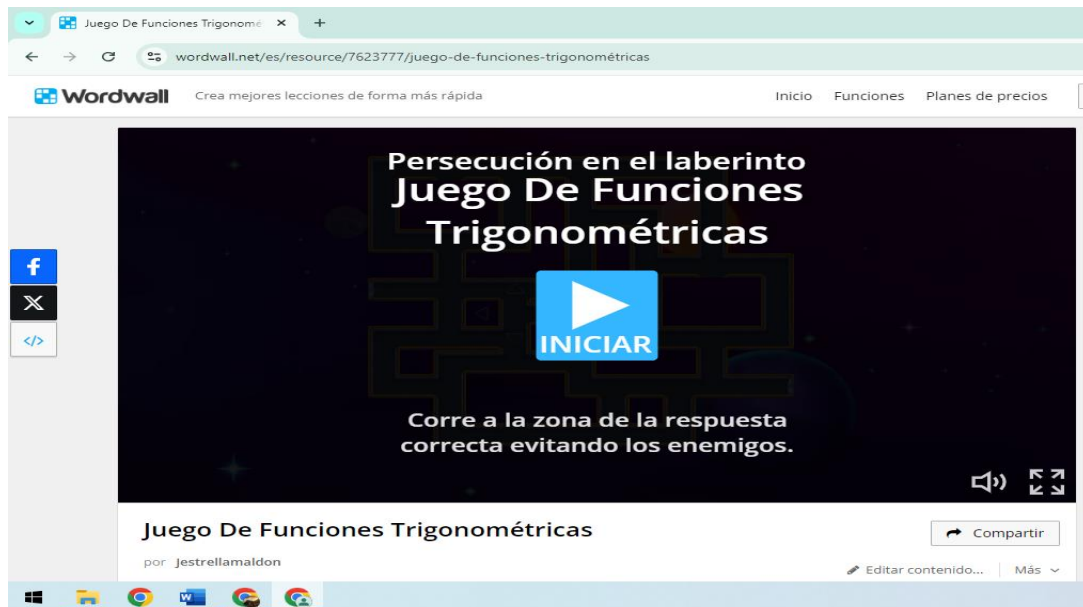 Juego De Funciones Trigonomé
wordwall.net/es/resource/7623777/juego-de-funciones-trigonométricas
Wordwall
Crea mejores lecciones de forma más rápida
Inicio
Funciones
Planes de precios
Persecución en el laberinto
Juego De Funciones
Trigonométricas
INICIAR
Corre a la zona de la respuesta
correcta evitando los enemigos.
Juego De Funciones Trigonométricas
Compartir
por Jestrellamaldon
Editar contenido...
Más